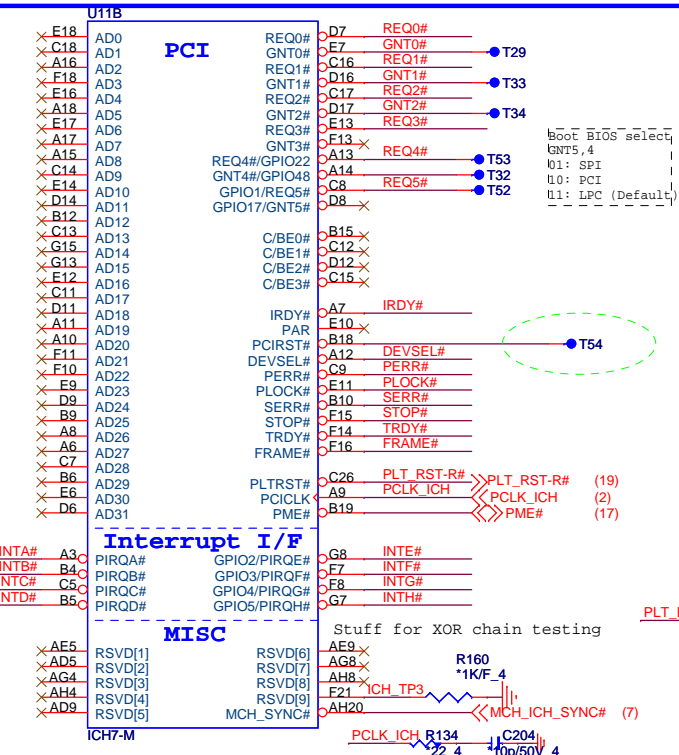 U11B
PCI
E18 AD0
C18 AD1
A16 AD2
F18 AD3
E16 AD4
A18 AD5
E17 AD6
A17 AD7
A15 AD8
C14 AD9
E14 AD10
D14 AD11
B12 AD12
C13 AD13
G15 AD14
G13 AD15
E12 AD16
C11 AD17
D11 AD18
A11 AD19
A10 AD20
F11 AD21
F10 AD22
E9 AD23
D9 AD24
B9 AD25
A8 AD26
A6 AD27
C7 AD28
B6 AD29
E6 AD30
D6 AD31
REQ0# D7 REQ0#
GNT0# E7 GNT0# T29
REQ1# C16 REQ1#
GNT1# D16 GNT1# T33
REQ2# C17 REQ2#
GNT2# D17 GNT2# T34
REQ3# E13 REQ3#
GNT3# F13
REQ4#/GPIO22 A13 REQ4# T53
GNT4#/GPIO48 A14 T32
GPIO1/REQ5# C8 REQ5# T52
GPIO17/GNT5# D8
Boot BIOS select
GNT5,4
01: SPI
10: PCI
11: LPC (Default)
C/BE0# B15
C/BE1# C12
C/BE2# D12
C/BE3# C15
IRDY# A7 IRDY#
PAR E10
PCIRST# B18 T54
DEVSEL# A12 DEVSEL#
PERR# C9 PERR#
PLOCK# E11 PLOCK#
SERR# B10 SERR#
STOP# F15 STOP#
TRDY# F14 TRDY#
FRAME# F16 FRAME#
PLTRST# C26 PLT_RST-R# PLT_RST-R# (19)
PCICLK A9 PCLK_ICH PCLK_ICH (2)
PME# B19 PME# (17)
Interrupt I/F
INTA# A3 PIRQA# GPIO2/PIRQE# G8 INTE#
INTB# B4 PIRQB# GPIO3/PIRQF# F7 INTF#
INTC# C5 PIRQC# GPIO4/PIRQG# F8 INTG#
INTD# B5 PIRQD# GPIO5/PIRQH# G7 INTH#
MISC
Stuff for XOR chain testing
AE5 RSVD[1] RSVD[6] AE9
AD5 RSVD[2] RSVD[7] AG8
AG4 RSVD[3] RSVD[8] AH8
AH4 RSVD[4] RSVD[9] F21 ICH_TP3
AD9 RSVD[5] MCH_SYNC# AH20 MCH_ICH_SYNC# (7)
R160
*1K/F_4
ICH7-M
PCLK_ICH R134 C204
*22_4 *10p/50V_4